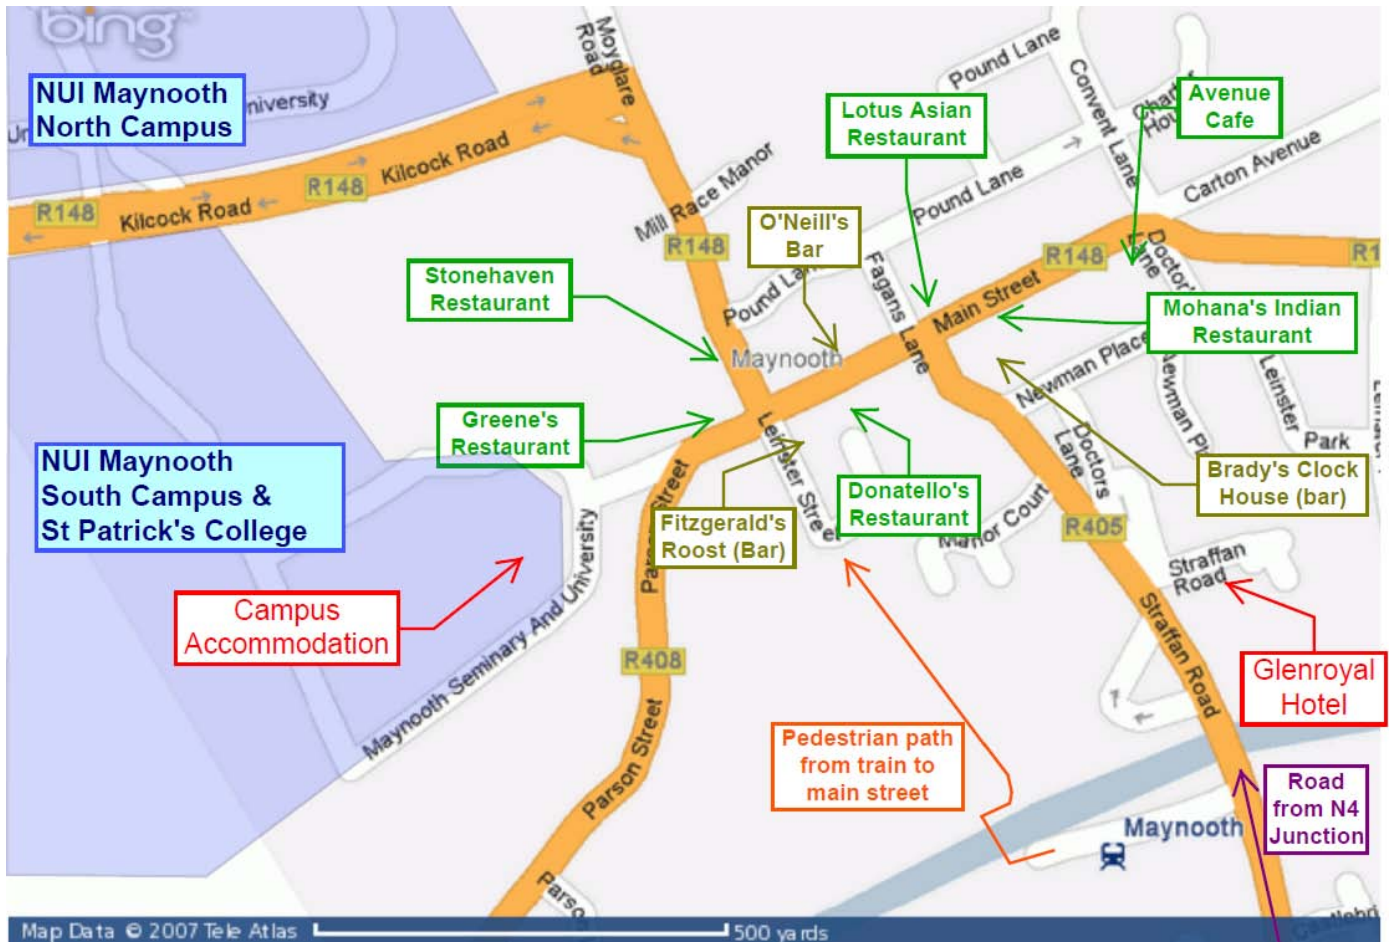 bing
NUI Maynooth
North Campus
University
Moyglare
Road
Pound Lane
Convent Lane
Avenue
Cafe
Lotus Asian
Restaurant
Carton Avenue
Kilcock Road
R148
Kilcock Road
R148
Mill Race Manor
Pound Lane
O'Neill's
Bar
R148
Fagans Lane
R148
Main Street
Doctor's
Lane
Stonehaven
Restaurant
Pound Lane
Maynooth
Mohana's Indian
Restaurant
Newman Place
Newman Pl
Leinster
Park
Greene's
Restaurant
NUI Maynooth
South Campus &
St Patrick's College
Leinster Street
Doctors
Lane
Brady's Clock
House (bar)
Fitzgerald's
Roost (Bar)
Donatello's
Restaurant
Manor Court
R405
Straffan
Road
Campus
Accommodation
Maynooth Seminary And University
R408
Parson Street
Straffan Road
Glenroyal
Hotel
Pedestrian path
from train to
main street
Parson Street
Maynooth
Road
from N4
Junction
Parso
Map Data © 2007 Tele Atlas
500 yards